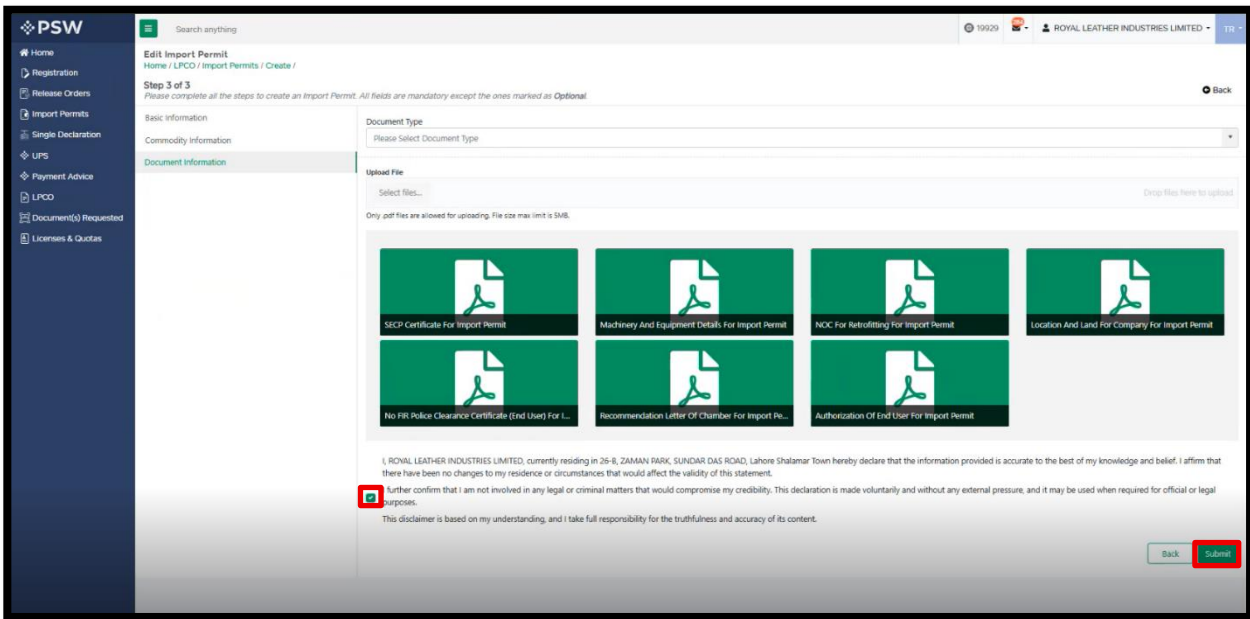 PSW
Search anything
19929
ROYAL LEATHER INDUSTRIES LIMITED
TR
Home
Registration
Release Orders
Import Permits
Single Declaration
UPS
Payment Advice
LPCO
Document(s) Requested
Licenses & Quotas
Edit Import Permit
Home / LPCO / Import Permits / Create /
Step 3 of 3
Please complete all the steps to create an Import Permit. All fields are mandatory except the ones marked as Optional.
Back
Basic Information
Commodity Information
Document Information
Document Type
Please Select Document Type
Upload File
Select files...
Drop files here to upload
Only .pdf files are allowed for uploading. File size max limit is 5MB.
SECP Certificate For Import Permit
Machinery And Equipment Details For Import Permit
NOC For Retrofitting For Import Permit
Location And Land For Company For Import Permit
No FIR Police Clearance Certificate (End User) For I...
Recommendation Letter Of Chamber For Import Pe...
Authorization Of End User For Import Permit
I, ROYAL LEATHER INDUSTRIES LIMITED, currently residing in 26-B, ZAMAN PARK, SUNDAR DAS ROAD, Lahore Shalamar Town hereby declare that the information provided is accurate to the best of my knowledge and belief. I affirm that
there have been no changes to my residence or circumstances that would affect the validity of this statement.
further confirm that I am not involved in any legal or criminal matters that would compromise my credibility. This declaration is made voluntarily and without any external pressure, and it may be used when required for official or legal
purposes.
This disclaimer is based on my understanding, and I take full responsibility for the truthfulness and accuracy of its content.
Back
Submit